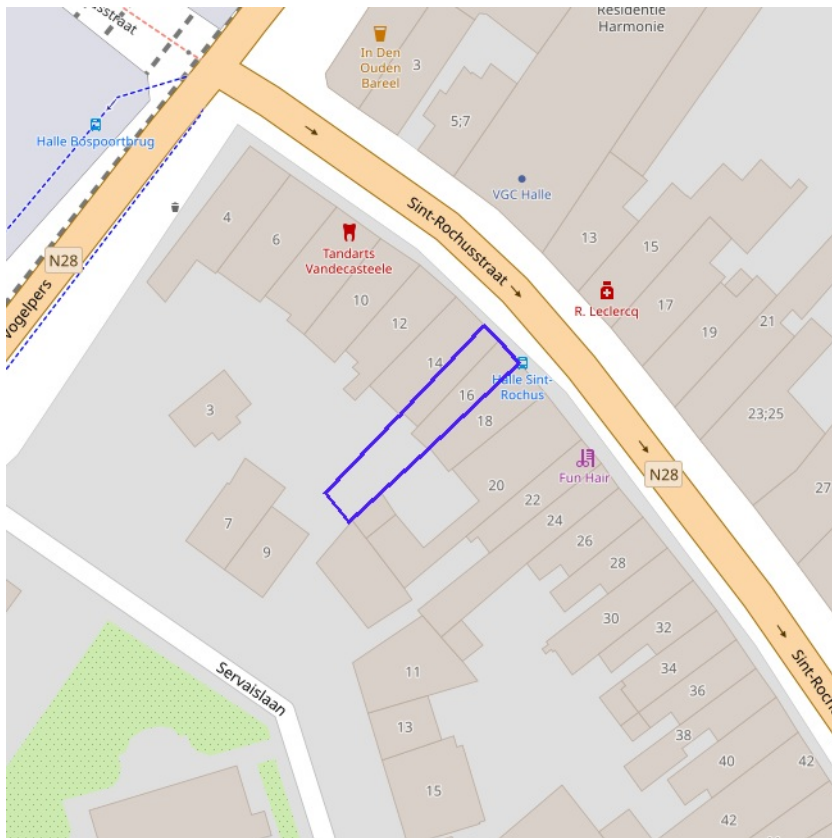 usstraat
Residentie
Harmonie
In Den
Ouden
Bareel
3
5;7
Halle Bospoortbrug
VGC Halle
Sint-Rochusstraat
4
6
Tandarts
Vandecasteele
13
15
N28
vogelpers
10
12
R. Leclercq
17
19
21
14
Halle Sint-
Rochus
16
18
3
23;25
Fun Hair
N28
20
22
24
26
28
27
7
9
30
32
Servaislaan
11
34
36
Sint-Rochu
13
38
40
42
15
42